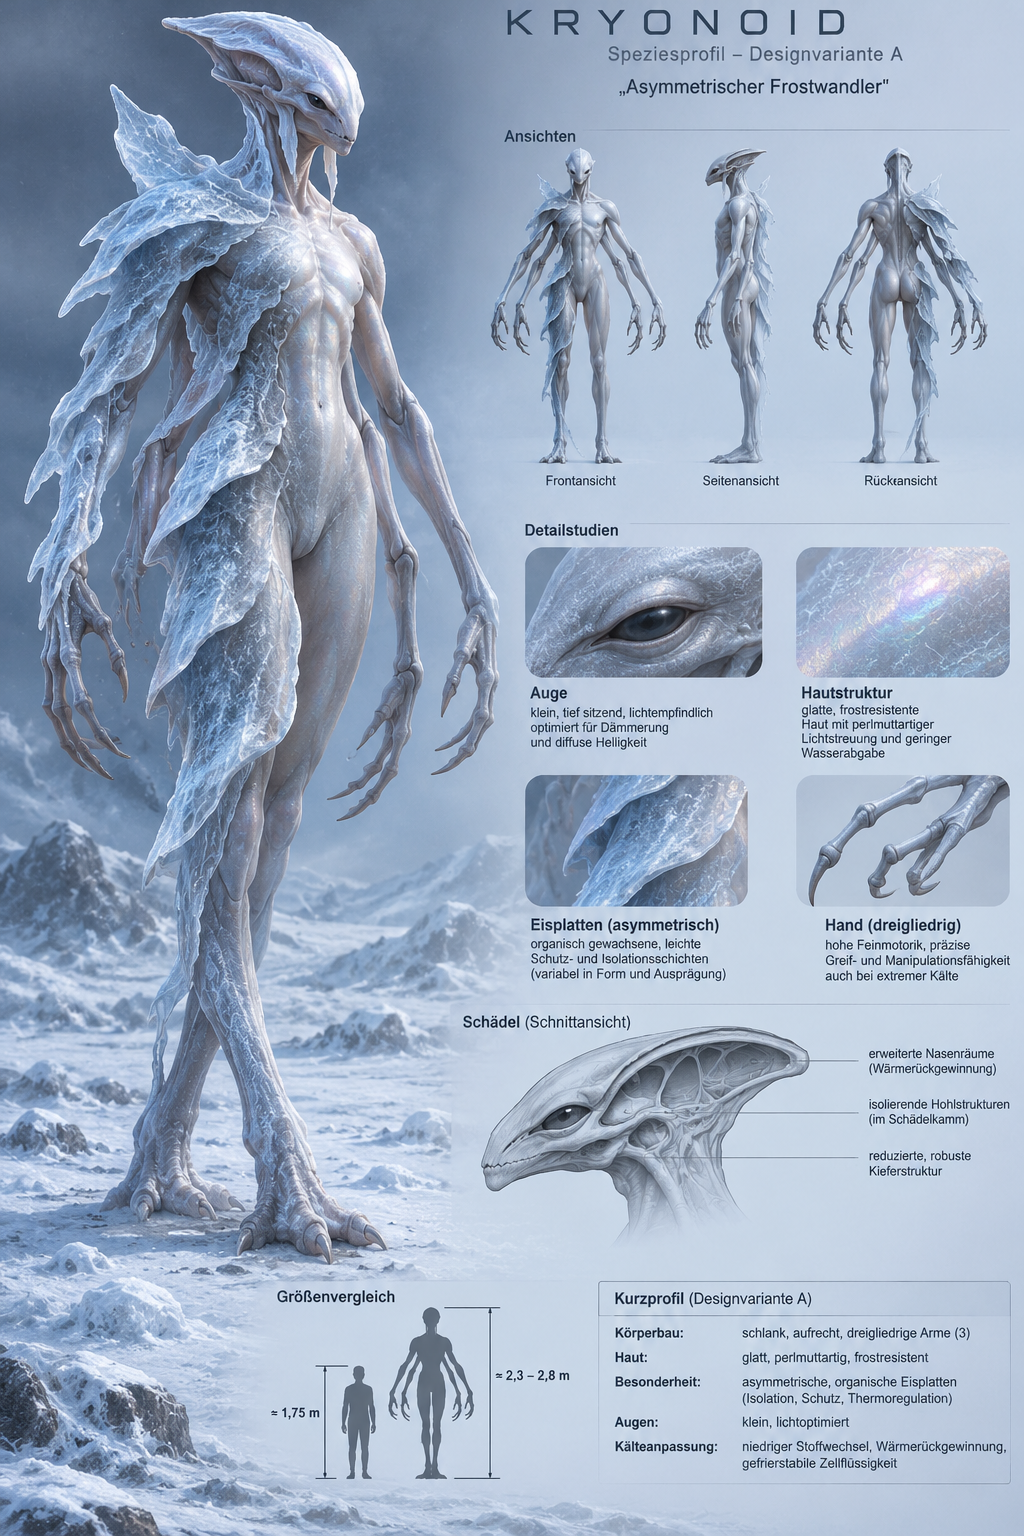 KRYONOID
Speziesprofil – Designvariante A
„Asymmetrischer Frostwandler"
Ansichten
Frontansicht
Seitenansicht
Rückansicht
Detailstudien
Auge
klein, tief sitzend, lichtempfindlich
optimiert für Dämmerung
und diffuse Helligkeit
Hautstruktur
glatte, frostresistente
Haut mit perlmuttartiger
Lichtstreuung und geringer
Wasserabgabe
Eisplatten (asymmetrisch)
organisch gewachsene, leichte
Schutz- und Isolationsschichten
(variabel in Form und Ausprägung)
Hand (dreigliedrig)
hohe Feinmotorik, präzise
Greif- und Manipulationsfähigkeit
auch bei extremer Kälte
Schädel (Schnittansicht)
erweiterte Nasenräume
(Wärmerückgewinnung)
isolierende Hohlstrukturen
(im Schädelkamm)
reduzierte, robuste
Kieferstruktur
Größenvergleich
≈ 1,75 m
≈ 2,3 – 2,8 m
Kurzprofil (Designvariante A)
Körperbau: schlank, aufrecht, dreigliedrige Arme (3)
Haut: glatt, perlmuttartig, frostresistent
Besonderheit: asymmetrische, organische Eisplatten
(Isolation, Schutz, Thermoregulation)
Augen: klein, lichtoptimiert
Kälteanpassung: niedriger Stoffwechsel, Wärmerückgewinnung,
gefrierstabile Zellflüssigkeit